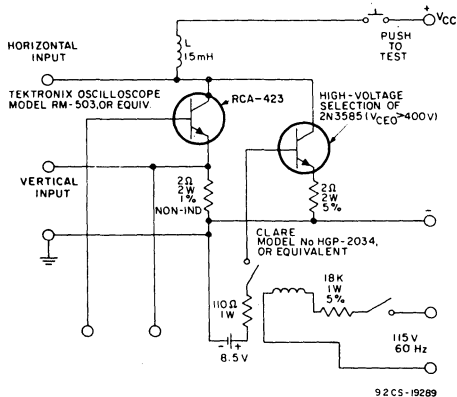 +
VCC
PUSH TO
TEST
L
15mH
HORIZONTAL
INPUT
TEKTRONIX OSCILLOSCOPE
MODEL RM-503, OR EQUIV.
RCA-423
HIGH-VOLTAGE
SELECTION OF
2N3585 (VCEO>400V)
VERTICAL
INPUT
2Ω
2W
1%
NON-IND
2Ω
2W
5%
-
CLARE
MODEL No HGP-2034,
OR EQUIVALENT
110Ω
1W
18K
1W
5%
- +
8.5V
115V
60 Hz
92CS-19289